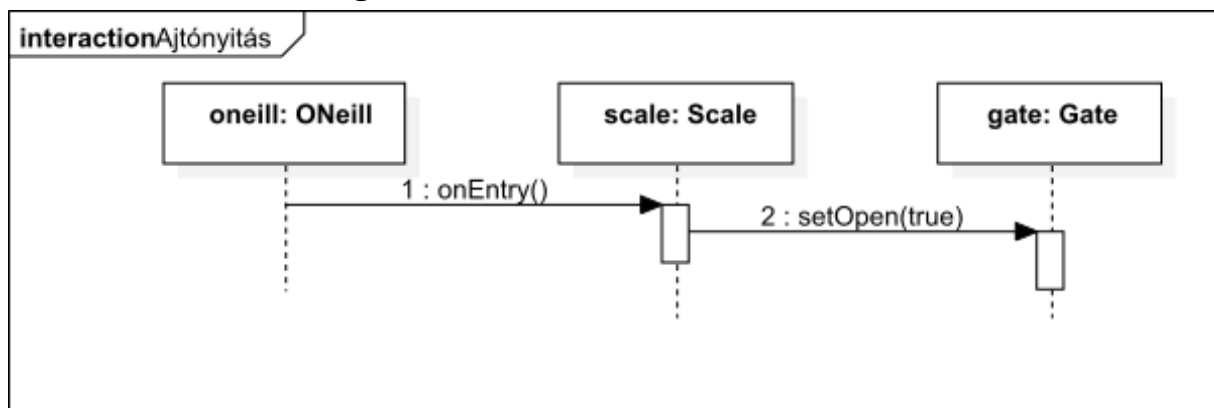 interactionAjtónyitás
oneill: ONeill
scale: Scale
gate: Gate
1 : onEntry()
2 : setOpen(true)